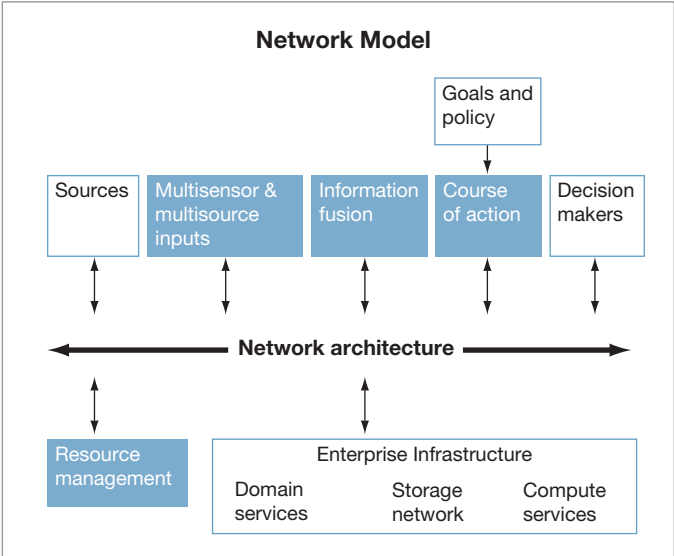 Network Model
Goals and
policy
Sources
Multisensor &
multisource
inputs
Information
fusion
Course
of action
Decision
makers
Network architecture
Resource
management
Enterprise Infrastructure
Domain
services
Storage
network
Compute
services